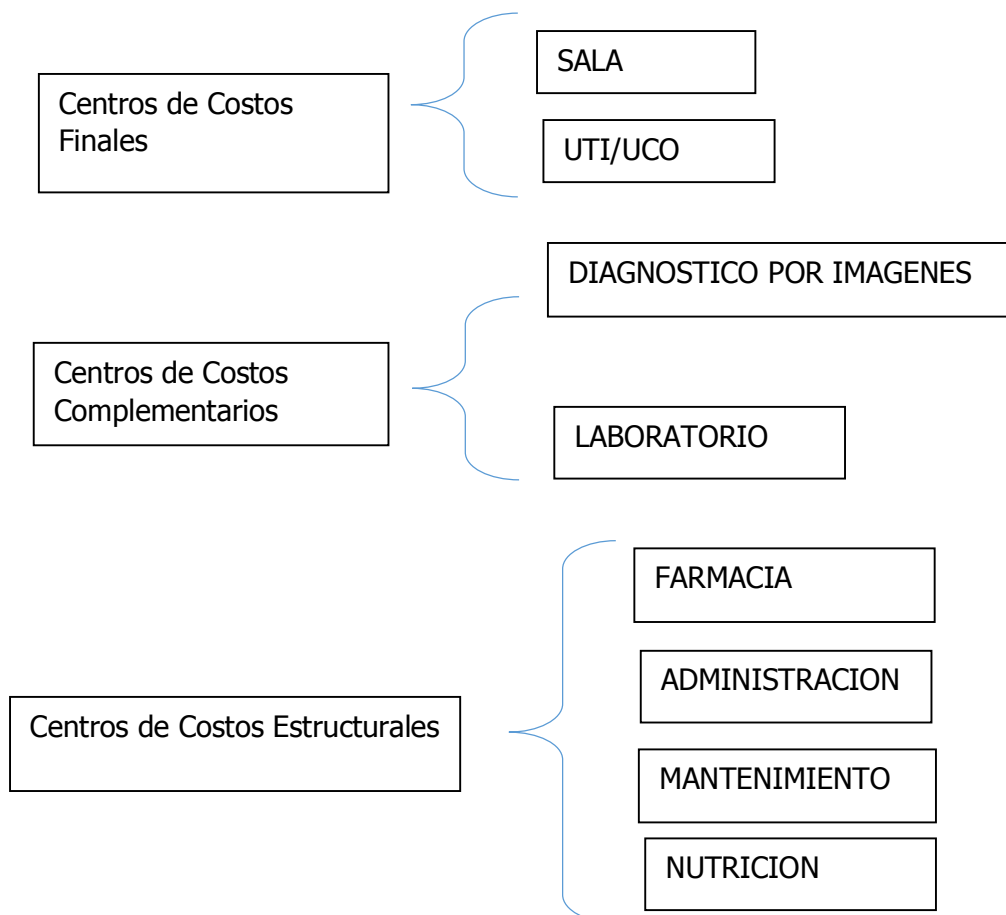 Centros de Costos
Finales
SALA
UTI/UCO
Centros de Costos
Complementarios
DIAGNOSTICO POR IMAGENES
LABORATORIO
Centros de Costos Estructurales
FARMACIA
ADMINISTRACION
MANTENIMIENTO
NUTRICION